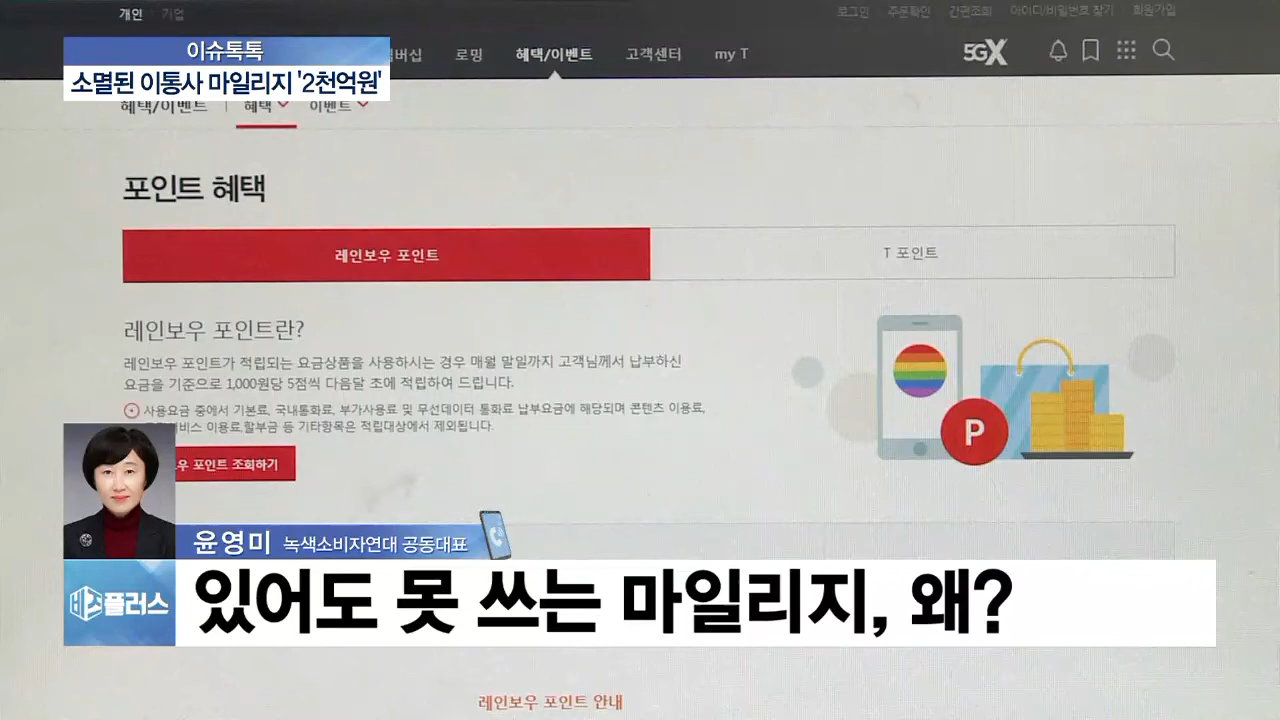 개인 기업
로그인 주문확인 간편조회 아이디/비밀번호 찾기 회원가입
이슈톡톡
소멸된 이통사 마일리지 '2천억원'
버십 로밍 혜택/이벤트 고객센터 my T
5GX
혜택/이벤트 혜택 이벤트
포인트 혜택
레인보우 포인트
T 포인트
레인보우 포인트란?
레인보우 포인트가 적립되는 요금상품을 사용하시는 경우 매월 말일까지 고객님께서 납부하신
요금을 기준으로 1,000원당 5점씩 다음달 초에 적립하여 드립니다.
사용요금 중에서 기본료, 국내통화료, 부가사용료 및 무선데이터 통화료 납부요금에 해당되며 콘텐츠 이용료,
비스 이용료,할부금 등 기타항목은 적립대상에서 제외됩니다.
P
우 포인트 조회하기
윤영미 녹색소비자연대 공동대표
비즈플러스
있어도 못 쓰는 마일리지, 왜?
레인보우 포인트 안내